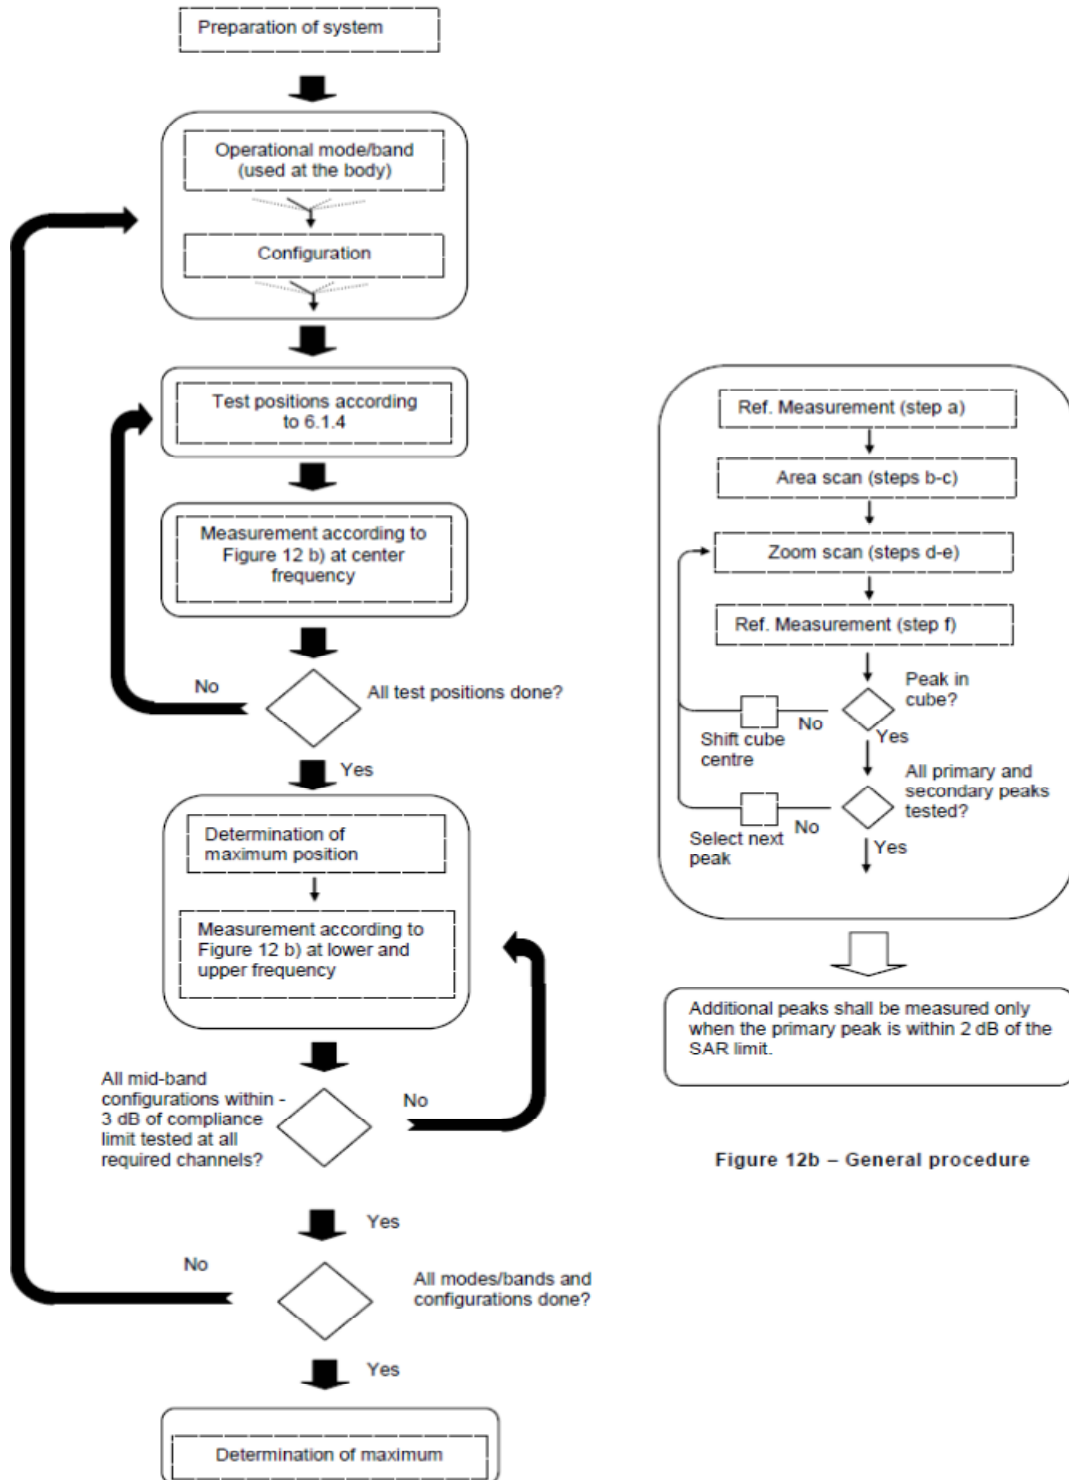 Preparation of system
Operational mode/band
(used at the body)
Configuration
Test positions according
to 6.1.4
Measurement according to
Figure 12 b) at center
frequency
No
All test positions done?
Yes
Determination of
maximum position
Measurement according to
Figure 12 b) at lower and
upper frequency
All mid-band
configurations within -
3 dB of compliance
limit tested at all
required channels?
No
Yes
No
All modes/bands and
configurations done?
Yes
Determination of maximum
Ref. Measurement (step a)
Area scan (steps b-c)
Zoom scan (steps d-e)
Ref. Measurement (step f)
Peak in
cube?
No
Yes
Shift cube
centre
All primary and
secondary peaks
tested?
No
Select next
peak
Yes
Additional peaks shall be measured only
when the primary peak is within 2 dB of the
SAR limit.
Figure 12b – General procedure